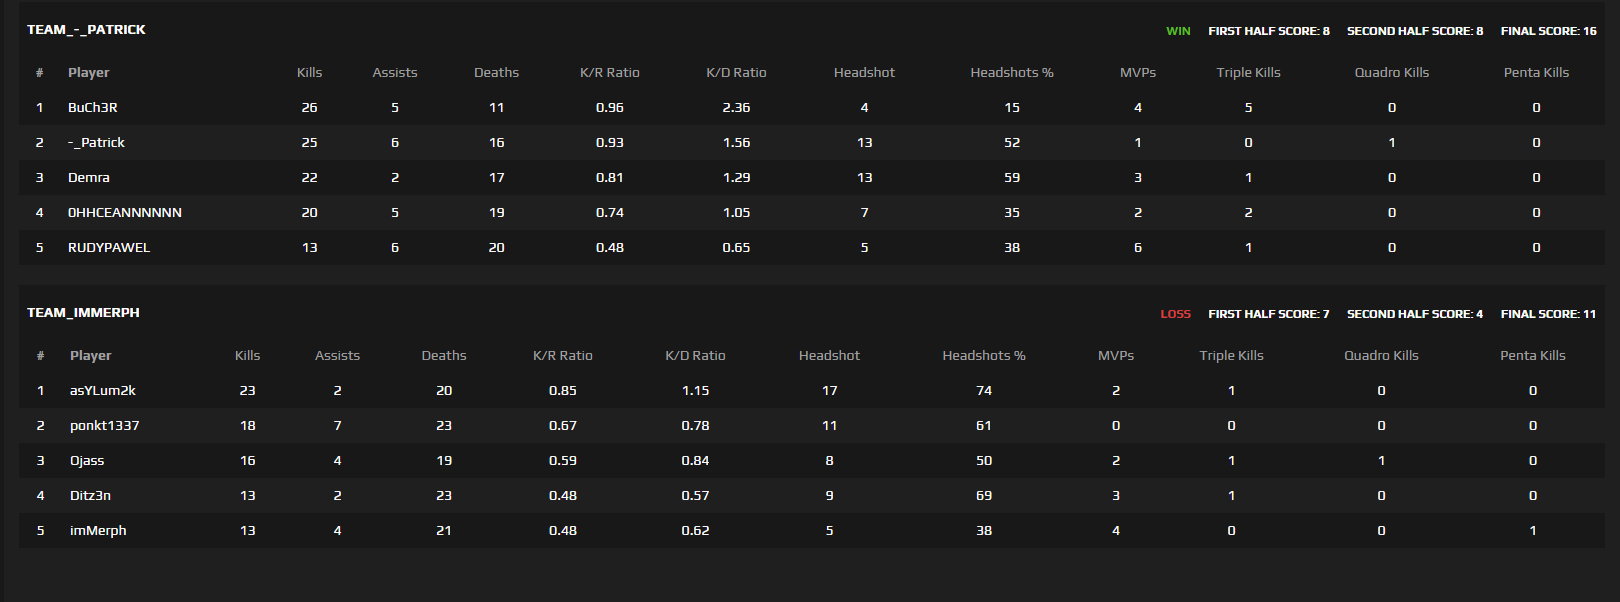 TEAM_-_PATRICK WIN FIRST HALF SCORE: 8 SECOND HALF SCORE: 8 FINAL SCORE: 16
# Player Kills Assists Deaths K/R Ratio K/D Ratio Headshot Headshots % MVPs Triple Kills Quadro Kills Penta Kills
1 BuCh3R 26 5 11 0.96 2.36 4 15 4 5 0 0
2 -_Patrick 25 6 16 0.93 1.56 13 52 1 0 1 0
3 Demra 22 2 17 0.81 1.29 13 59 3 1 0 0
4 0HHCEANNNNNN 20 5 19 0.74 1.05 7 35 2 2 0 0
5 RUDYPAWEL 13 6 20 0.48 0.65 5 38 6 1 0 0
TEAM_IMMERPH LOSS FIRST HALF SCORE: 7 SECOND HALF SCORE: 4 FINAL SCORE: 11
# Player Kills Assists Deaths K/R Ratio K/D Ratio Headshot Headshots % MVPs Triple Kills Quadro Kills Penta Kills
1 asYLum2k 23 2 20 0.85 1.15 17 74 2 1 0 0
2 ponkt1337 18 7 23 0.67 0.78 11 61 0 0 0 0
3 Ojass 16 4 19 0.59 0.84 8 50 2 1 1 0
4 Ditz3n 13 2 23 0.48 0.57 9 69 3 1 0 0
5 imMerph 13 4 21 0.48 0.62 5 38 4 0 0 1